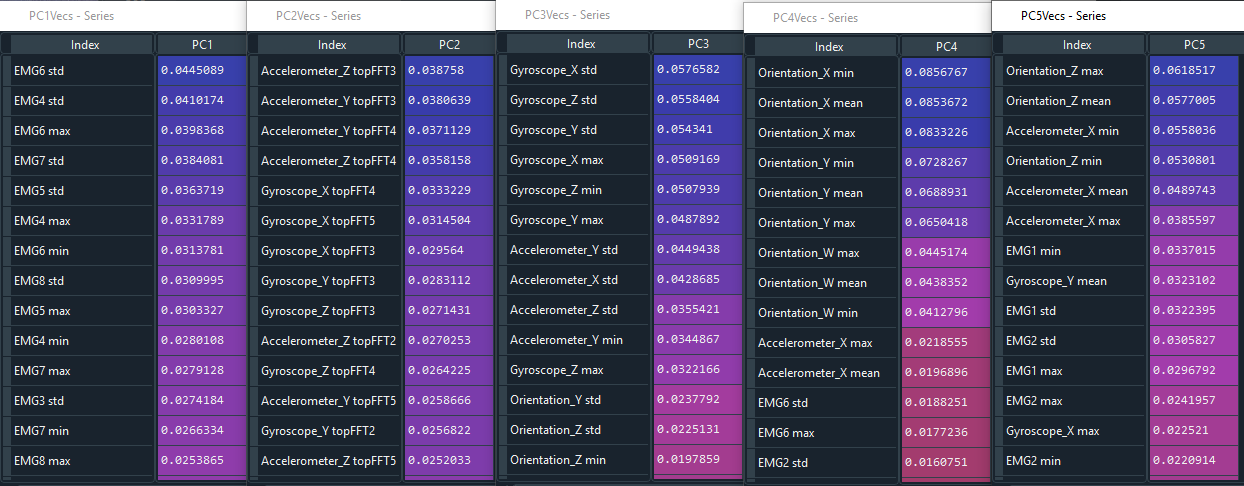 PC1Vecs - Series
Index PC1
EMG6 std 0.0445089
EMG4 std 0.0410174
EMG6 max 0.0398368
EMG7 std 0.0384081
EMG5 std 0.0363719
EMG4 max 0.0331789
EMG6 min 0.0313781
EMG8 std 0.0309995
EMG5 max 0.0303327
EMG4 min 0.0280108
EMG7 max 0.0279128
EMG3 std 0.0274184
EMG7 min 0.0266334
EMG8 max 0.0253865
PC2Vecs - Series
Index PC2
Accelerometer_Z topFFT3 0.038758
Accelerometer_Y topFFT3 0.0380639
Accelerometer_Y topFFT4 0.0371129
Accelerometer_Z topFFT4 0.0358158
Gyroscope_X topFFT4 0.0333229
Gyroscope_X topFFT5 0.0314504
Gyroscope_X topFFT3 0.029564
Gyroscope_Y topFFT3 0.0283112
Gyroscope_Z topFFT3 0.0271431
Accelerometer_Z topFFT2 0.0270253
Gyroscope_Z topFFT4 0.0264225
Accelerometer_Y topFFT5 0.0258666
Gyroscope_Y topFFT2 0.0256822
Accelerometer_Z topFFT5 0.0252033
PC3Vecs - Series
Index PC3
Gyroscope_X std 0.0576582
Gyroscope_Z std 0.0558404
Gyroscope_Y std 0.054341
Gyroscope_X max 0.0509169
Gyroscope_Z min 0.0507939
Gyroscope_Y max 0.0487892
Accelerometer_Y std 0.0449438
Accelerometer_X std 0.0428685
Accelerometer_Z std 0.0355421
Accelerometer_Y min 0.0344867
Gyroscope_Z max 0.0322166
Orientation_Y std 0.0237792
Orientation_Z std 0.0225131
Orientation_Z min 0.0197859
PC4Vecs - Series
Index PC4
Orientation_X min 0.0856767
Orientation_X mean 0.0853672
Orientation_X max 0.0833226
Orientation_Y min 0.0728267
Orientation_Y mean 0.0688931
Orientation_Y max 0.0650418
Orientation_W max 0.0445174
Orientation_W mean 0.0438352
Orientation_W min 0.0412796
Accelerometer_X max 0.0218555
Accelerometer_X mean 0.0196896
EMG6 std 0.0188251
EMG6 max 0.0177236
EMG2 std 0.0160751
PC5Vecs - Series
Index PC5
Orientation_Z max 0.0618517
Orientation_Z mean 0.0577005
Accelerometer_X min 0.0558036
Orientation_Z min 0.0530801
Accelerometer_X mean 0.0489743
Accelerometer_X max 0.0385597
EMG1 min 0.0337015
Gyroscope_Y mean 0.0323102
EMG1 std 0.0322395
EMG2 std 0.0305827
EMG1 max 0.0296792
EMG2 max 0.0241957
Gyroscope_X max 0.022521
EMG2 min 0.0220914